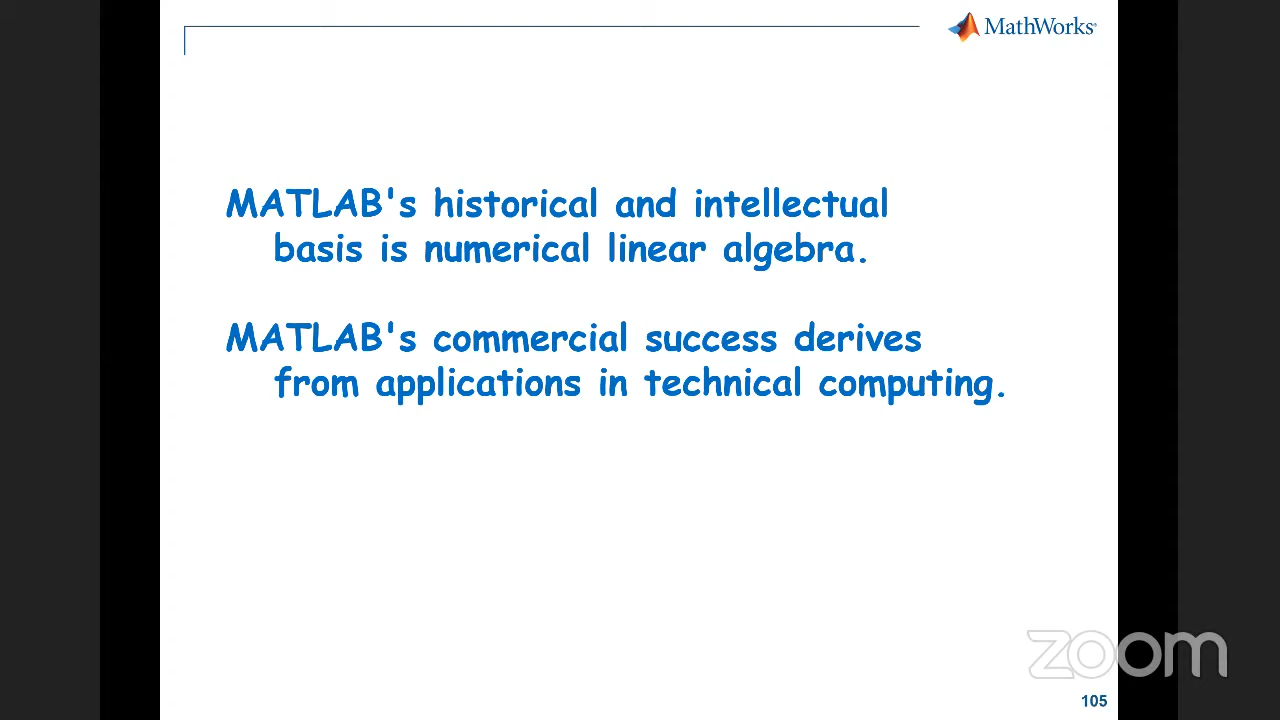 MathWorks®
MATLAB's historical and intellectual
basis is numerical linear algebra.
MATLAB's commercial success derives
from applications in technical computing.
zoom
105